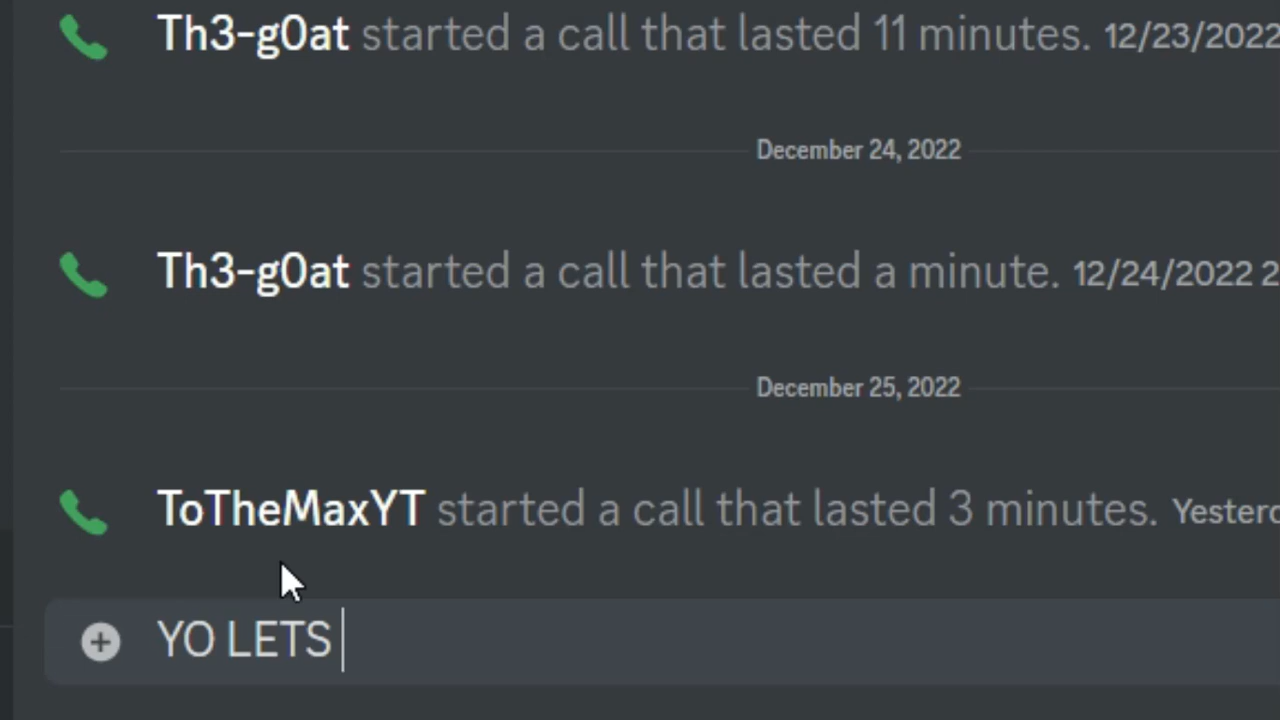 Th3-g0at started a call that lasted 11 minutes. 12/23/2022
December 24, 2022
Th3-g0at started a call that lasted a minute. 12/24/2022 2
December 25, 2022
ToTheMaxYT started a call that lasted 3 minutes.
YO LETS